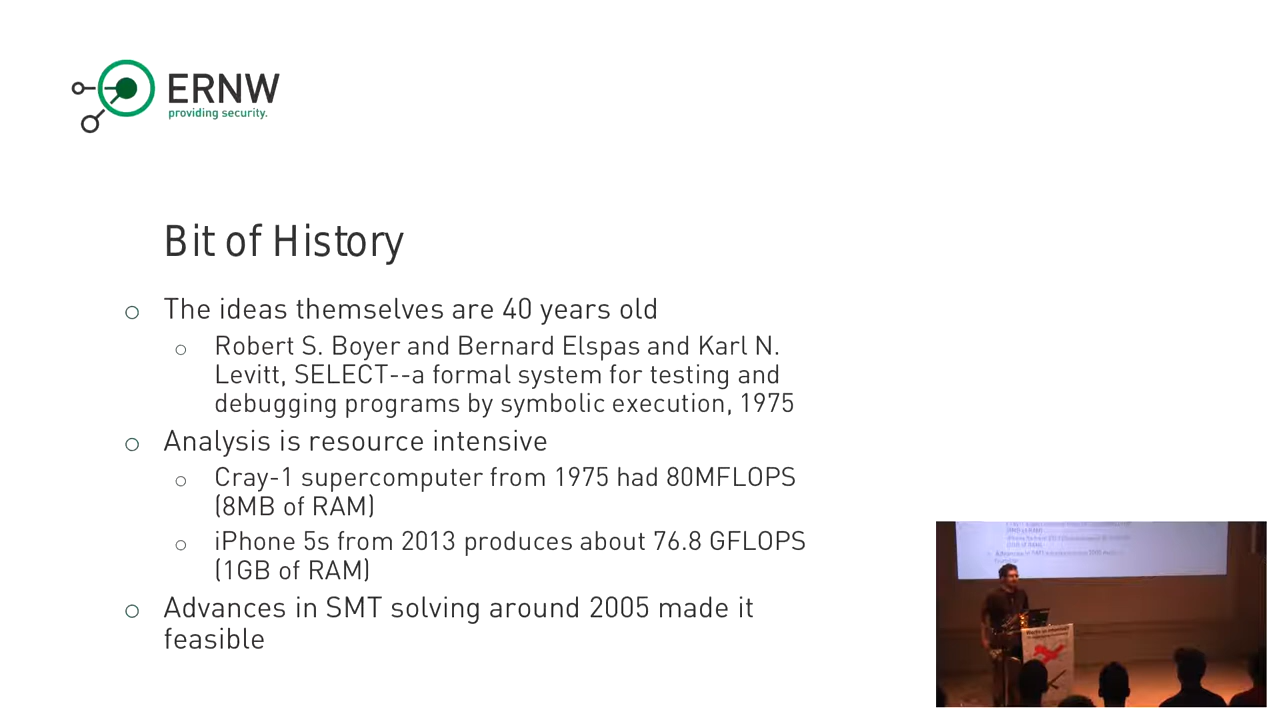 ERNW
providing security.
Bit of History
The ideas themselves are 40 years old
Robert S. Boyer and Bernard Elspas and Karl N.
Levitt, SELECT--a formal system for testing and
debugging programs by symbolic execution, 1975
Analysis is resource intensive
Cray-1 supercomputer from 1975 had 80MFLOPS
(8MB of RAM)
iPhone 5s from 2013 produces about 76.8 GFLOPS
(1GB of RAM)
Advances in SMT solving around 2005 made it
feasible